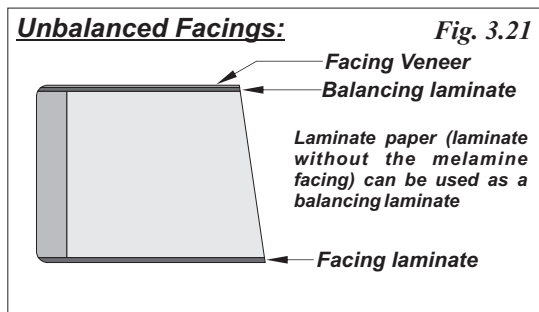 Unbalanced Facings: Fig. 3.21
Facing Veneer
Balancing laminate
Laminate paper (laminate
without the melamine
facing) can be used as a
balancing laminate
Facing laminate